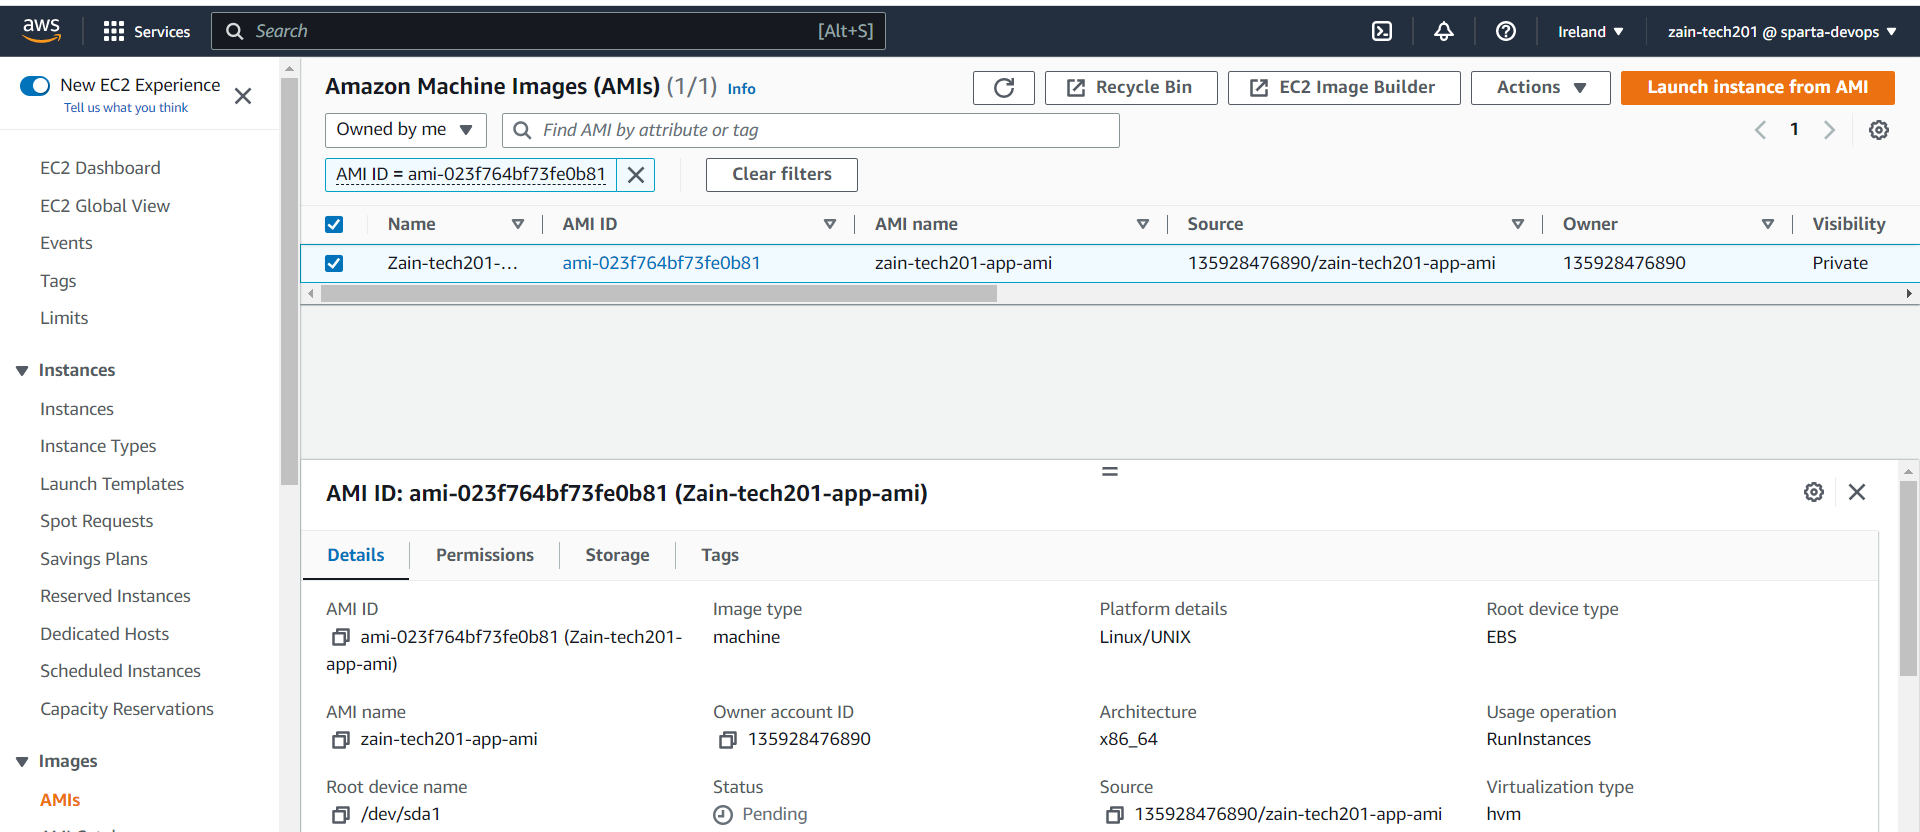 aws
Services
Search
[Alt+S]
Ireland
zain-tech201 @ sparta-devops
New EC2 Experience
Tell us what you think
EC2 Dashboard
EC2 Global View
Events
Tags
Limits
Instances
Instances
Instance Types
Launch Templates
Spot Requests
Savings Plans
Reserved Instances
Dedicated Hosts
Scheduled Instances
Capacity Reservations
Images
AMIs
Amazon Machine Images (AMIs) (1/1) Info
Recycle Bin
EC2 Image Builder
Actions
Launch instance from AMI
Owned by me
Find AMI by attribute or tag
1
AMI ID = ami-023f764bf73fe0b81
Clear filters
Name AMI ID AMI name Source Owner Visibility
Zain-tech201-... ami-023f764bf73fe0b81 zain-tech201-app-ami 135928476890/zain-tech201-app-ami 135928476890 Private
AMI ID: ami-023f764bf73fe0b81 (Zain-tech201-app-ami)
Details Permissions Storage Tags
AMI ID
ami-023f764bf73fe0b81 (Zain-tech201-
app-ami)
Image type
machine
Platform details
Linux/UNIX
Root device type
EBS
AMI name
zain-tech201-app-ami
Owner account ID
135928476890
Architecture
x86_64
Usage operation
RunInstances
Root device name
/dev/sda1
Status
Pending
Source
135928476890/zain-tech201-app-ami
Virtualization type
hvm